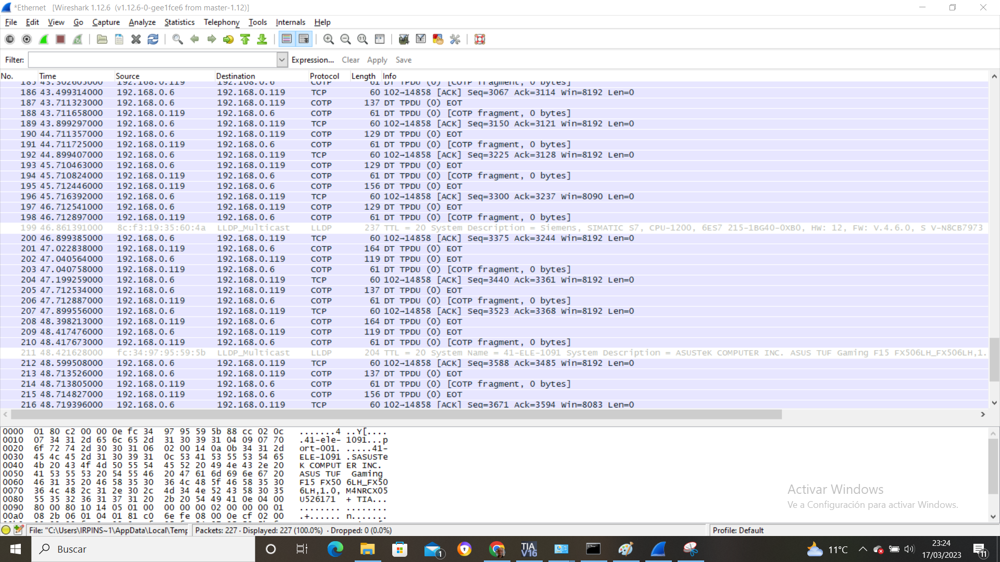 *Ethernet [Wireshark 1.12.6 (v1.12.6-0-gee1fce6 from master-1.12)]
File Edit View Go Capture Analyze Statistics Telephony Tools Internals Help
Filter: Expression... Clear Apply Save
No. Time Source Destination Protocol Length Info
185 43.502605000 192.168.0.119 192.168.0.6 COTP 61 DT TPDU (0) [COTP fragment, 0 bytes]
186 43.499314000 192.168.0.6 192.168.0.119 TCP 60 102→14858 [ACK] Seq=3067 Ack=3114 Win=8192 Len=0
187 43.711323000 192.168.0.6 192.168.0.119 COTP 137 DT TPDU (0) EOT
188 43.711658000 192.168.0.119 192.168.0.6 COTP 61 DT TPDU (0) [COTP fragment, 0 bytes]
189 43.899297000 192.168.0.6 192.168.0.119 TCP 60 102→14858 [ACK] Seq=3150 Ack=3121 Win=8192 Len=0
190 44.711357000 192.168.0.6 192.168.0.119 COTP 129 DT TPDU (0) EOT
191 44.711725000 192.168.0.119 192.168.0.6 COTP 61 DT TPDU (0) [COTP fragment, 0 bytes]
192 44.899407000 192.168.0.6 192.168.0.119 TCP 60 102→14858 [ACK] Seq=3225 Ack=3128 Win=8192 Len=0
193 45.710463000 192.168.0.6 192.168.0.119 COTP 129 DT TPDU (0) EOT
194 45.710824000 192.168.0.119 192.168.0.6 COTP 61 DT TPDU (0) [COTP fragment, 0 bytes]
195 45.712446000 192.168.0.119 192.168.0.6 COTP 156 DT TPDU (0) EOT
196 45.716392000 192.168.0.6 192.168.0.119 TCP 60 102→14858 [ACK] Seq=3300 Ack=3237 Win=8090 Len=0
197 46.712541000 192.168.0.6 192.168.0.119 COTP 129 DT TPDU (0) EOT
198 46.712897000 192.168.0.119 192.168.0.6 COTP 61 DT TPDU (0) [COTP fragment, 0 bytes]
199 46.861391000 8c:f3:19:35:60:4a LLDP_Multicast LLDP 237 TTL = 20 System Description = Siemens, SIMATIC S7, CPU-1200, 6ES7 215-1BG40-0XB0, HW: 12, FW: V.4.6.0, S V-N8CB7973
200 46.899385000 192.168.0.6 192.168.0.119 TCP 60 102→14858 [ACK] Seq=3375 Ack=3244 Win=8192 Len=0
201 47.022838000 192.168.0.119 192.168.0.6 COTP 164 DT TPDU (0) EOT
202 47.040564000 192.168.0.6 192.168.0.119 COTP 119 DT TPDU (0) EOT
203 47.040758000 192.168.0.119 192.168.0.6 COTP 61 DT TPDU (0) [COTP fragment, 0 bytes]
204 47.199259000 192.168.0.6 192.168.0.119 TCP 60 102→14858 [ACK] Seq=3440 Ack=3361 Win=8192 Len=0
205 47.712534000 192.168.0.6 192.168.0.119 COTP 137 DT TPDU (0) EOT
206 47.712887000 192.168.0.119 192.168.0.6 COTP 61 DT TPDU (0) [COTP fragment, 0 bytes]
207 47.899556000 192.168.0.6 192.168.0.119 TCP 60 102→14858 [ACK] Seq=3523 Ack=3368 Win=8192 Len=0
208 48.398213000 192.168.0.119 192.168.0.6 COTP 164 DT TPDU (0) EOT
209 48.417476000 192.168.0.6 192.168.0.119 COTP 119 DT TPDU (0) EOT
210 48.417673000 192.168.0.119 192.168.0.6 COTP 61 DT TPDU (0) [COTP fragment, 0 bytes]
211 48.421628000 fc:34:97:95:59:5b LLDP_Multicast LLDP 204 TTL = 20 System Name = 41-ELE-1091 System Description = ASUSTeK COMPUTER INC. ASUS TUF Gaming F15 FX506LH_FX506LH,1.
212 48.599508000 192.168.0.6 192.168.0.119 TCP 60 102→14858 [ACK] Seq=3588 Ack=3485 Win=8192 Len=0
213 48.713526000 192.168.0.6 192.168.0.119 COTP 137 DT TPDU (0) EOT
214 48.713805000 192.168.0.119 192.168.0.6 COTP 61 DT TPDU (0) [COTP fragment, 0 bytes]
215 48.714827000 192.168.0.119 192.168.0.6 COTP 156 DT TPDU (0) EOT
216 48.719396000 192.168.0.6 192.168.0.119 TCP 60 102→14858 [ACK] Seq=3671 Ack=3594 Win=8083 Len=0
0000 01 80 c2 00 00 0e fc 34 97 95 59 5b 88 cc 02 0c .......4 ..Y[....
0010 07 34 31 2d 65 6c 65 2d 31 30 39 31 04 09 07 70 .41-ele- 1091...p
0020 6f 72 74 2d 30 30 31 06 02 00 14 0a 0b 34 31 2d ort-001. .....41-
0030 45 4c 45 2d 31 30 39 31 0c 53 41 53 55 53 54 65 ELE-1091 .SASUSTe
0040 4b 20 43 4f 4d 50 55 54 45 52 20 49 4e 43 2e 20 K COMPUT ER INC.
0050 41 53 55 53 20 54 55 46 20 47 61 6d 69 6e 67 20 ASUS TUF Gaming
0060 46 31 35 20 46 58 35 30 36 4c 48 5f 46 58 35 30 F15 FX50 6LH_FX50
0070 36 4c 48 2c 31 2e 30 2c 4d 34 4e 52 43 58 30 35 6LH,1.0, M4NRCX05
0080 55 35 32 36 31 37 31 20 2b 20 54 49 41 0e 04 00 U526171 + TIA...
0090 80 00 80 10 14 05 01 00 00 00 00 02 00 00 00 01 ........ ........
00a0 08 2b 06 01 04 01 81 c0 6e fe 08 00 0e cf 02 00 .+...... n.......
Activar Windows
Ve a Configuración para activar Windows.
File: "C:\Users\IRPINS~1\AppData\Local\Temp Packets: 227 · Displayed: 227 (100.0%) · Dropped: 0 (0.0%) Profile: Default
Buscar
1
TIA V16
11°C
23:24
17/03/2023
11